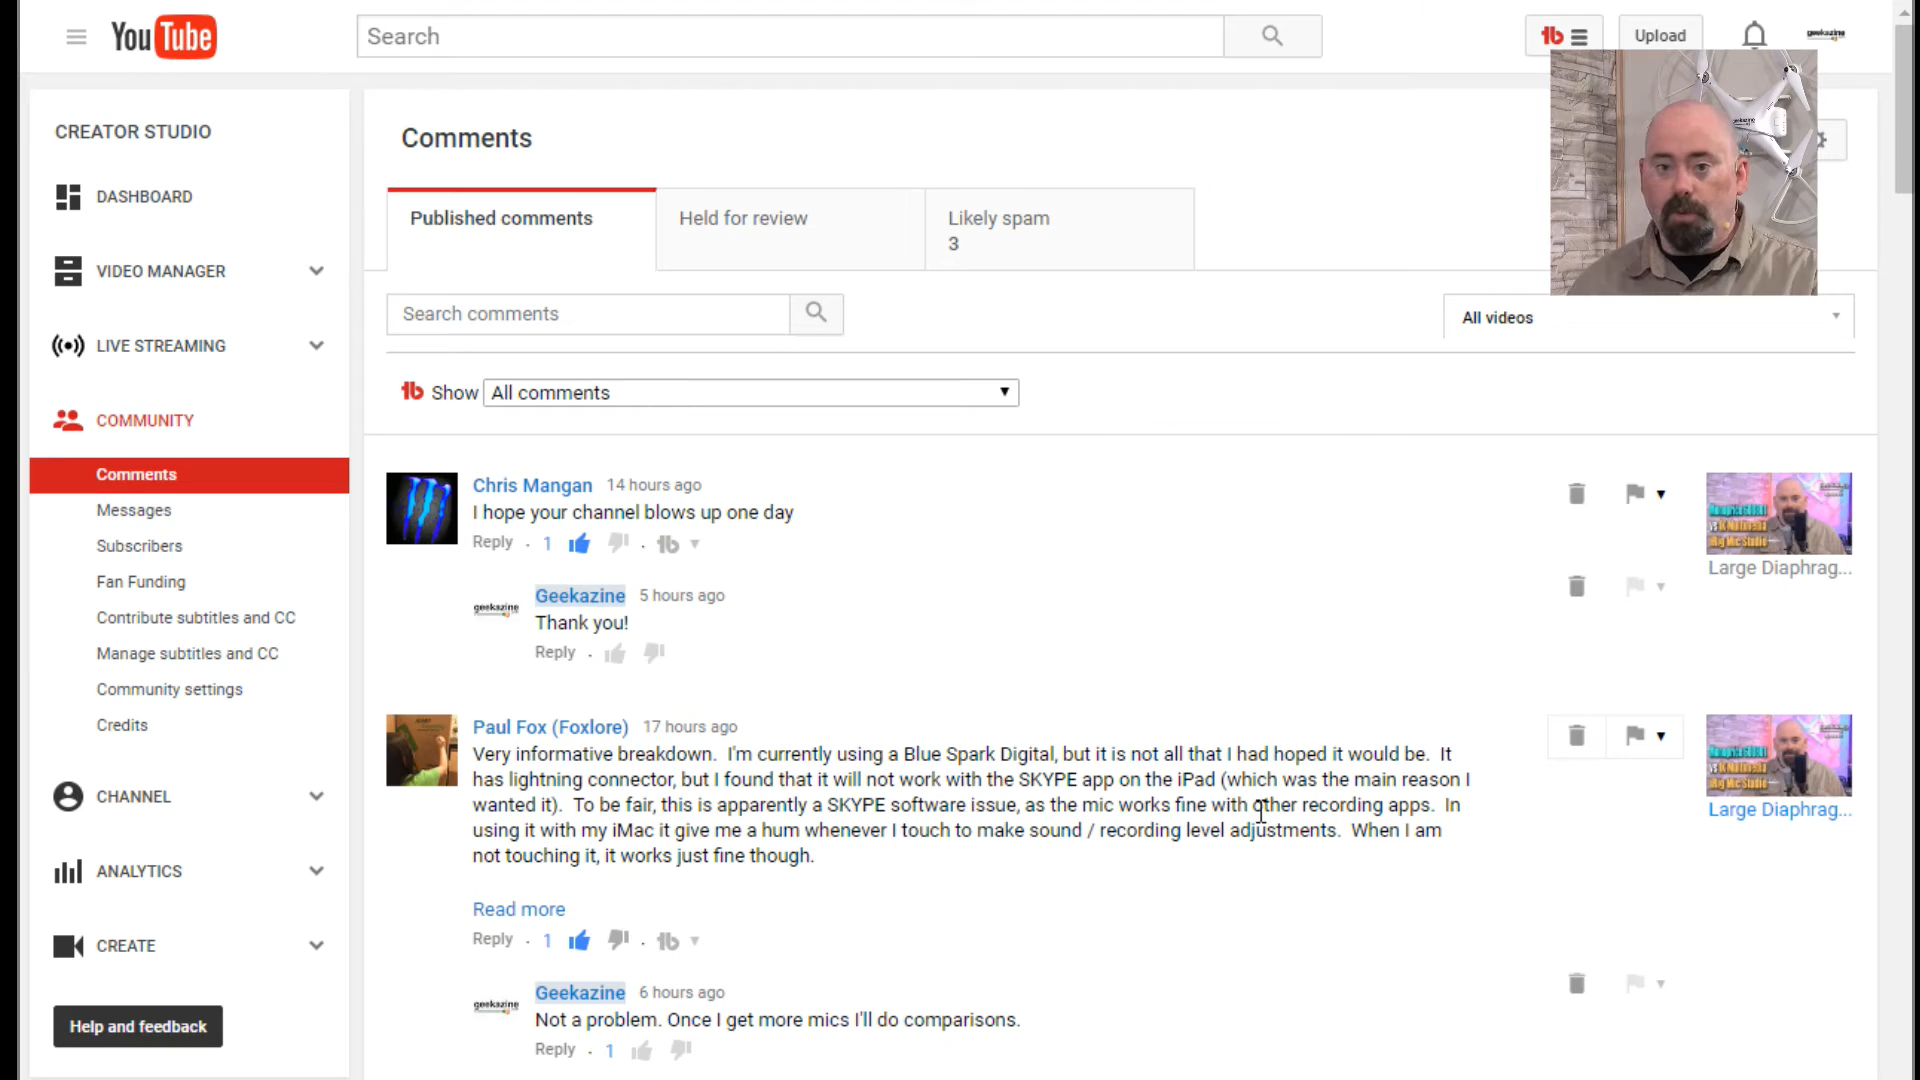 YouTube
Search
tb
Upload
geekazine
CREATOR STUDIO
DASHBOARD
VIDEO MANAGER
LIVE STREAMING
COMMUNITY
Comments
Messages
Subscribers
Fan Funding
Contribute subtitles and CC
Manage subtitles and CC
Community settings
Credits
CHANNEL
ANALYTICS
CREATE
Help and feedback
Comments
Published comments
Held for review
Likely spam
3
Search comments
All videos
tb Show All comments
Chris Mangan 14 hours ago
I hope your channel blows up one day
Reply . 1 . tb
Large Diaphrag...
geekazine
Geekazine 5 hours ago
Thank you!
Reply .
Paul Fox (Foxlore) 17 hours ago
Very informative breakdown. I'm currently using a Blue Spark Digital, but it is not all that I had hoped it would be. It
has lightning connector, but I found that it will not work with the SKYPE app on the iPad (which was the main reason I
wanted it). To be fair, this is apparently a SKYPE software issue, as the mic works fine with other recording apps. In
using it with my iMac it give me a hum whenever I touch to make sound / recording level adjustments. When I am
not touching it, it works just fine though.
Read more
Reply . 1 . tb
Large Diaphrag...
geekazine
Geekazine 6 hours ago
Not a problem. Once I get more mics I'll do comparisons.
Reply . 1